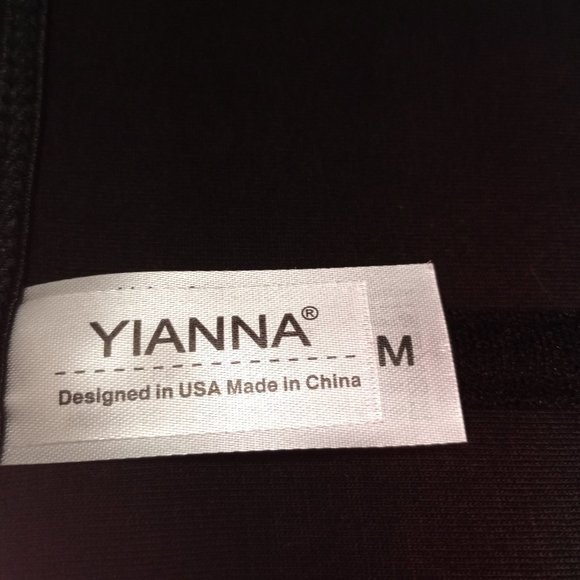 YIANNA®
Designed in USA Made in China
M